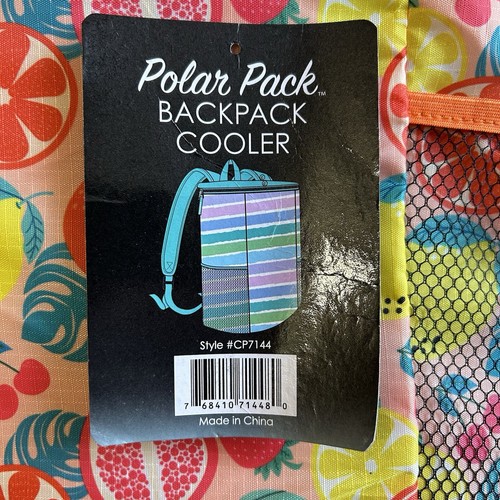 Polar Pack™
BACKPACK
COOLER
Style #CP7144
7 68410 71448 0
Made in China